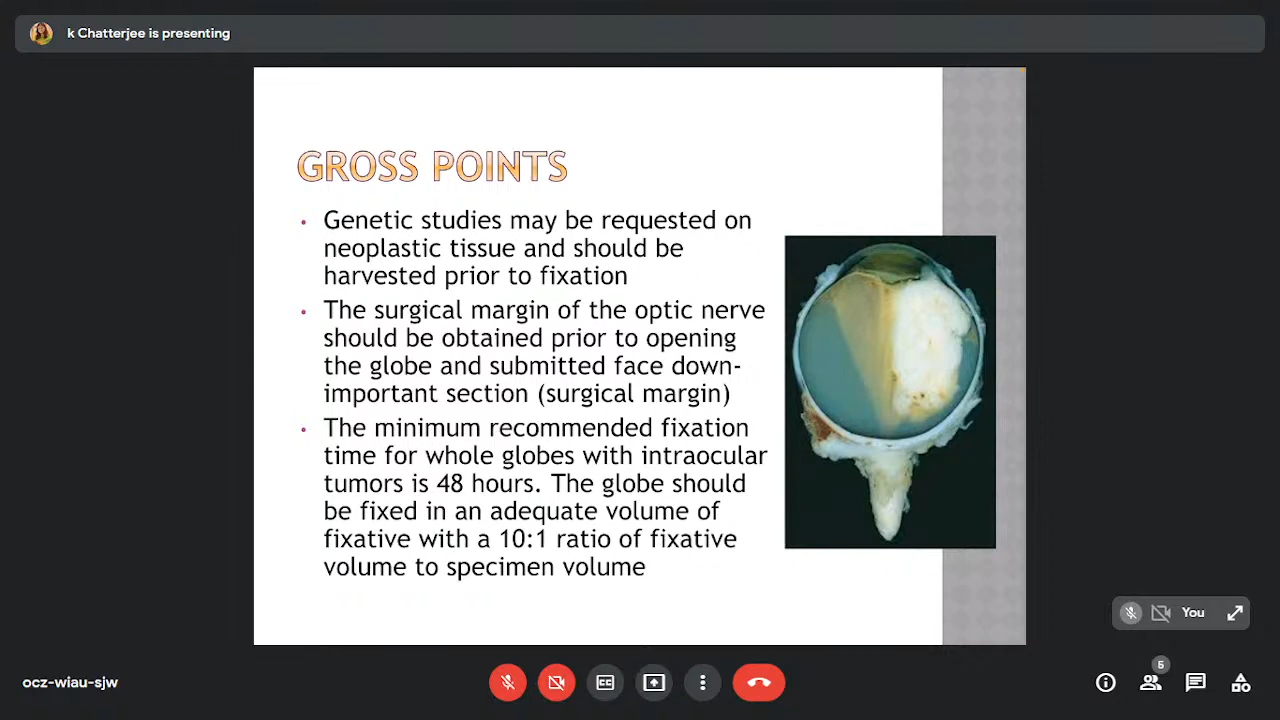 k Chatterjee is presenting
GROSS POINTS
• Genetic studies may be requested on
neoplastic tissue and should be
harvested prior to fixation
• The surgical margin of the optic nerve
should be obtained prior to opening
the globe and submitted face down-
important section (surgical margin)
• The minimum recommended fixation
time for whole globes with intraocular
tumors is 48 hours. The globe should
be fixed in an adequate volume of
fixative with a 10:1 ratio of fixative
volume to specimen volume
You
5
ocz-wiau-sjw
CC